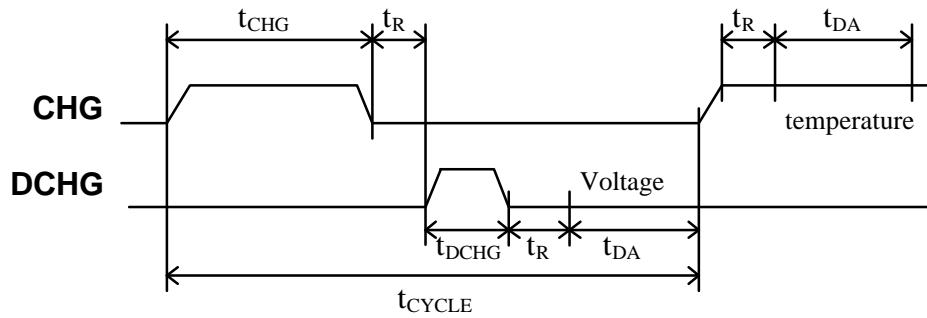 tCHG tR tR tDA
CHG
temperature
DCHG Voltage
tDCHG tR tDA
tCYCLE